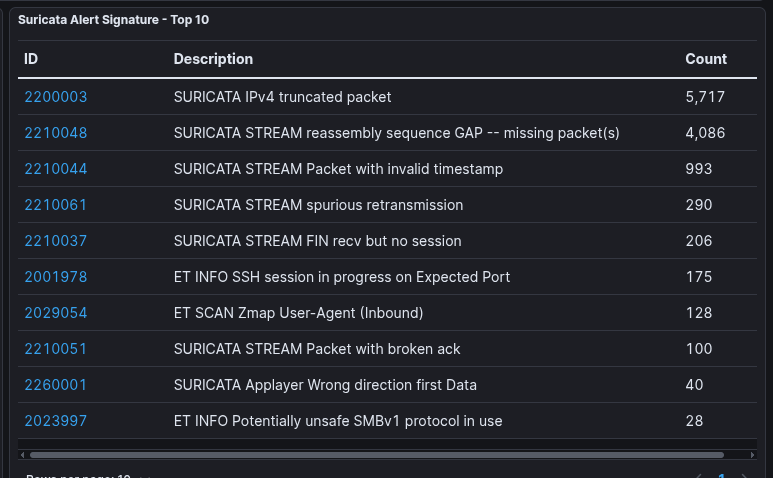 Suricata Alert Signature - Top 10
ID Description Count
2200003 SURICATA IPv4 truncated packet 5,717
2210048 SURICATA STREAM reassembly sequence GAP -- missing packet(s) 4,086
2210044 SURICATA STREAM Packet with invalid timestamp 993
2210061 SURICATA STREAM spurious retransmission 290
2210037 SURICATA STREAM FIN recv but no session 206
2001978 ET INFO SSH session in progress on Expected Port 175
2029054 ET SCAN Zmap User-Agent (Inbound) 128
2210051 SURICATA STREAM Packet with broken ack 100
2260001 SURICATA Applayer Wrong direction first Data 40
2023997 ET INFO Potentially unsafe SMBv1 protocol in use 28
Rows per page: 10 1